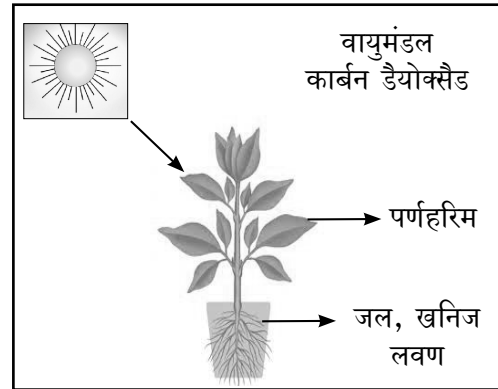 वायुमंडल
कार्बन डैयोक्सैड
पर्णहरिम
जल, खनिज
लवण